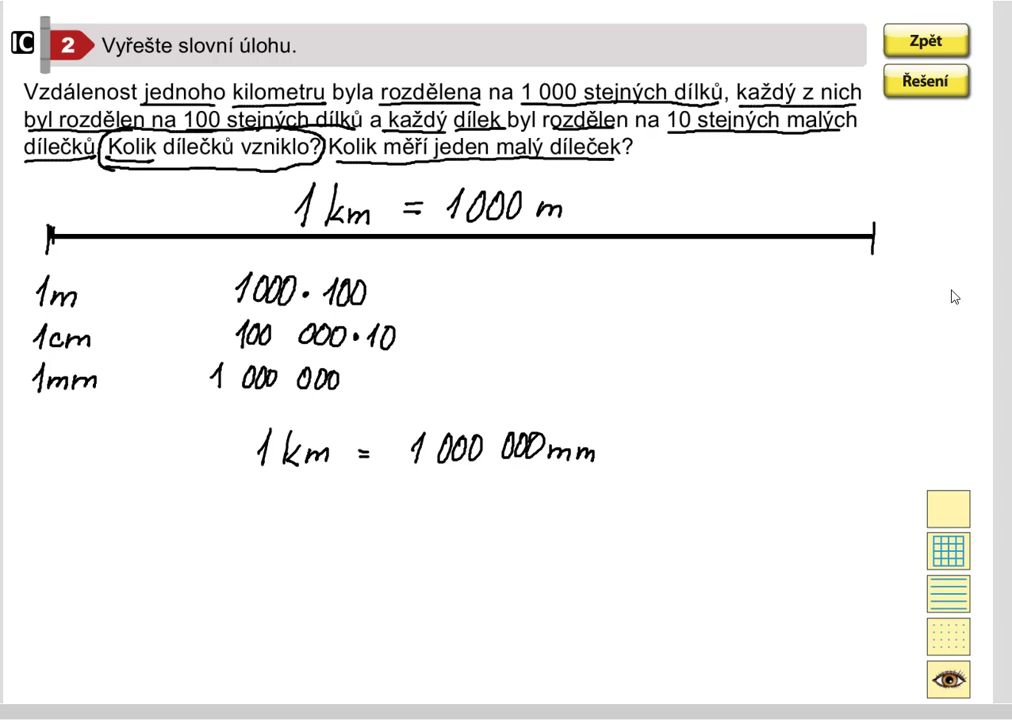 IC 2 Vyřešte slovní úlohu.
Zpět
Řešení
Vzdálenost jednoho kilometru byla rozdělena na 1 000 stejných dílků, každý z nich
byl rozdělen na 100 stejných dílků a každý dílek byl rozdělen na 10 stejných malých
dílečků. Kolik dílečků vzniklo? Kolik měří jeden malý díleček?
1 km = 1000 m
1m 1000 · 100
1cm 100 000 · 10
1mm 1 000 000
1 km = 1 000 000 mm